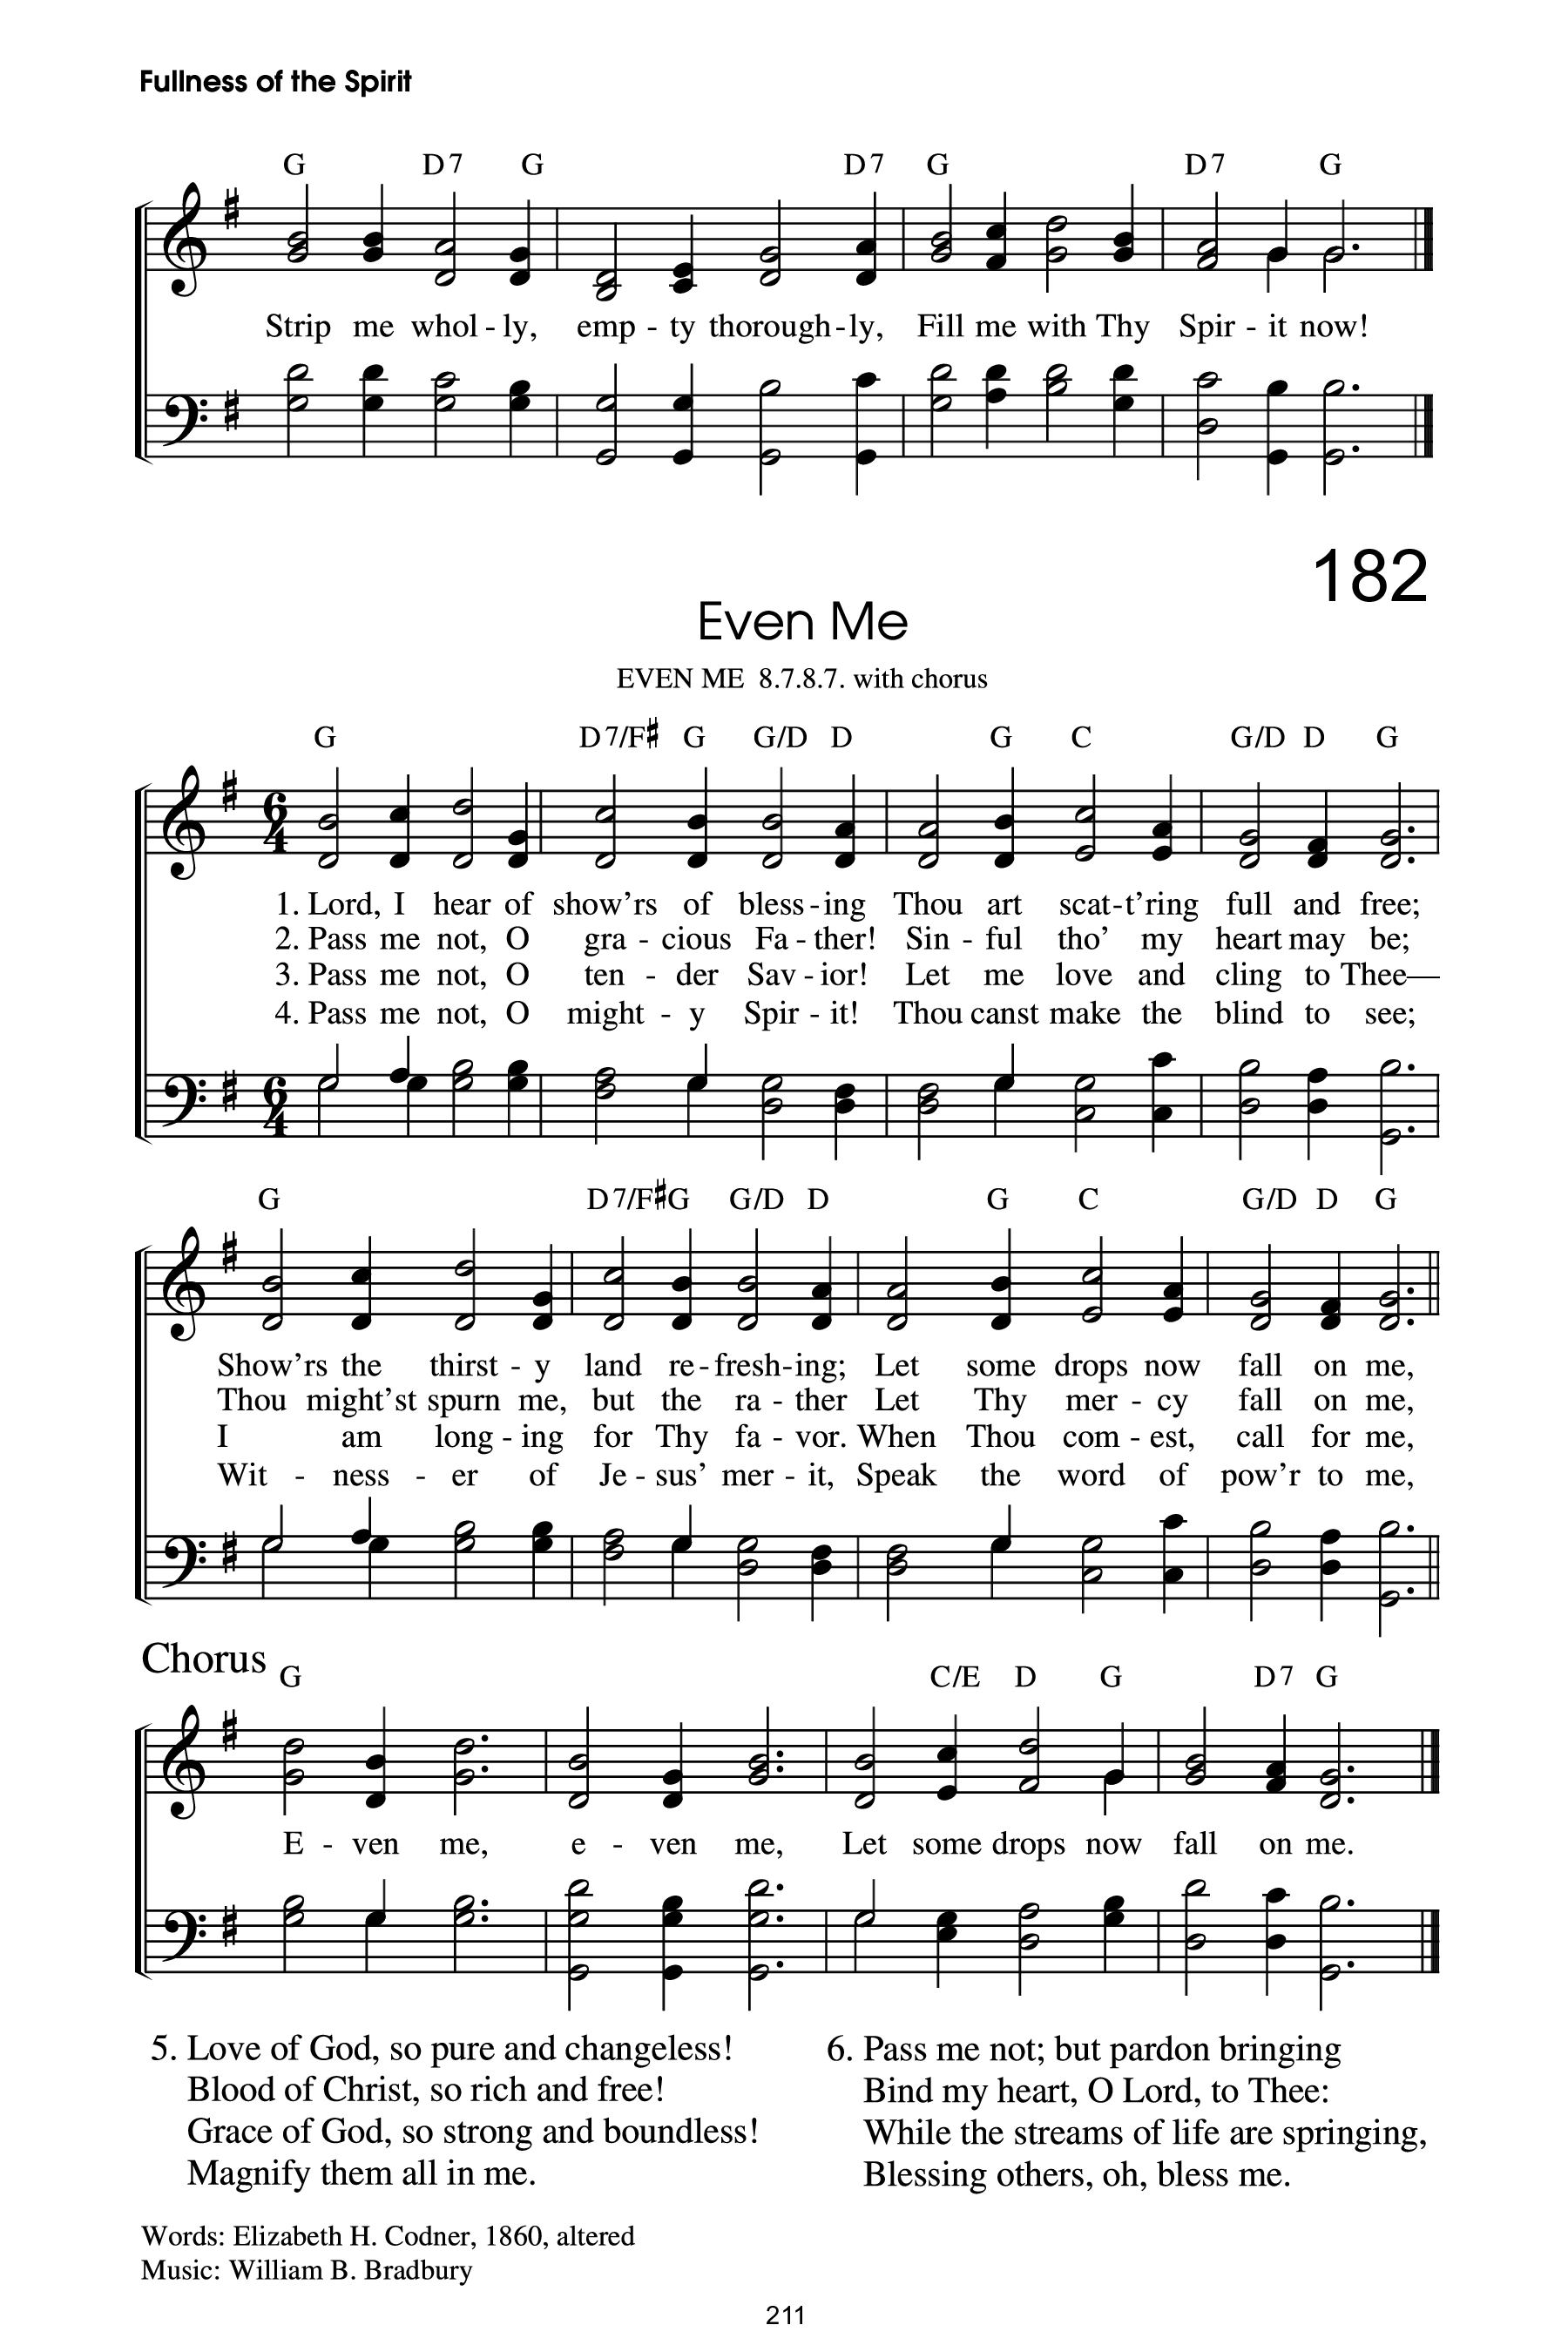 Fullness of the Spirit
G D7 G D7 G D7 G
Strip me whol - ly, emp - ty thorough - ly, Fill me with Thy Spir - it now!
182
Even Me
EVEN ME 8.7.8.7. with chorus
G D7/F♯ G G/D D G C G/D D G
6 4
1. Lord, I hear of show'rs of bless - ing Thou art scat - t'ring full and free;
2. Pass me not, O gra - cious Fa - ther! Sin - ful tho' my heart may be;
3. Pass me not, O ten - der Sav - ior! Let me love and cling to Thee—
4. Pass me not, O might - y Spir - it! Thou canst make the blind to see;
6 4
G D7/F♯ G G/D D G C G/D D G
Show'rs the thirst - y land re - fresh - ing; Let some drops now fall on me,
Thou might'st spurn me, but the ra - ther Let Thy mer - cy fall on me,
I am long - ing for Thy fa - vor. When Thou com - est, call for me,
Wit - ness - er of Je - sus' mer - it, Speak the word of pow'r to me,
Chorus
G C/E D G D7 G
E - ven me, e - ven me, Let some drops now fall on me.
5. Love of God, so pure and changeless!
Blood of Christ, so rich and free!
Grace of God, so strong and boundless!
Magnify them all in me.
6. Pass me not; but pardon bringing
Bind my heart, O Lord, to Thee:
While the streams of life are springing,
Blessing others, oh, bless me.
Words: Elizabeth H. Codner, 1860, altered
Music: William B. Bradbury
211